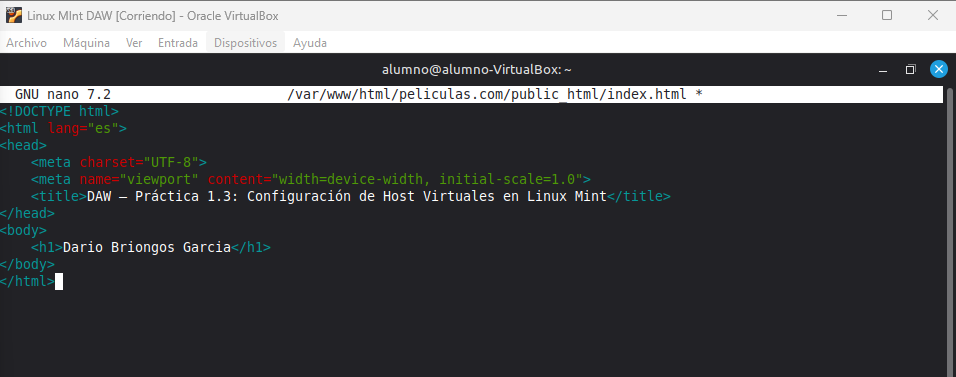 Linux MInt DAW [Corriendo] - Oracle VirtualBox
Archivo Máquina Ver Entrada Dispositivos Ayuda
alumno@alumno-VirtualBox: ~
GNU nano 7.2 /var/www/html/peliculas.com/public_html/index.html *
<!DOCTYPE html>
<html lang="es">
<head>
    <meta charset="UTF-8">
    <meta name="viewport" content="width=device-width, initial-scale=1.0">
    <title>DAW – Práctica 1.3: Configuración de Host Virtuales en Linux Mint</title>
</head>
<body>
    <h1>Dario Briongos Garcia</h1>
</body>
</html>